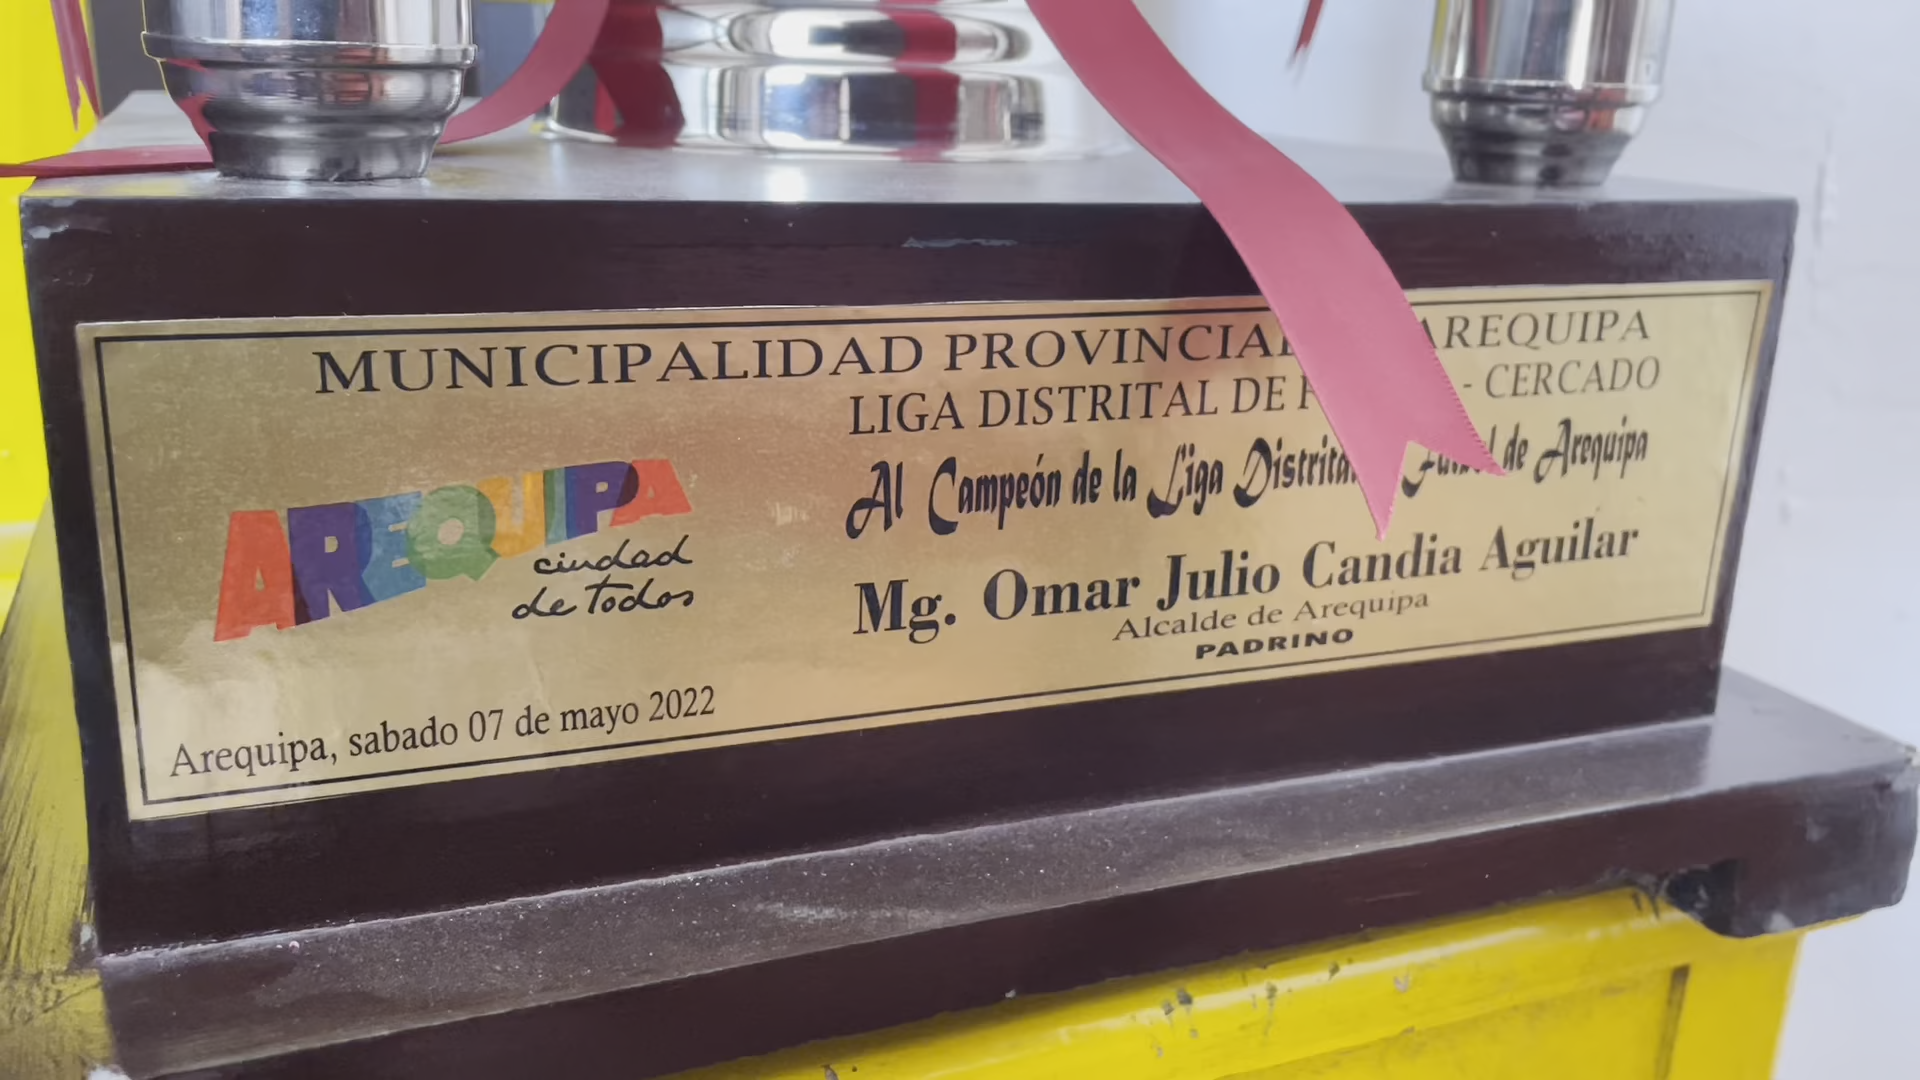 MUNICIPALIDAD PROVINCIAL AREQUIPA
LIGA DISTRITAL DE - CERCADO
Al Campeón de la Liga Distrital Futbol de Arequipa
AREQUIPA
ciudad
de todos
Mg. Omar Julio Candia Aguilar
Alcalde de Arequipa
PADRINO
Arequipa, sabado 07 de mayo 2022